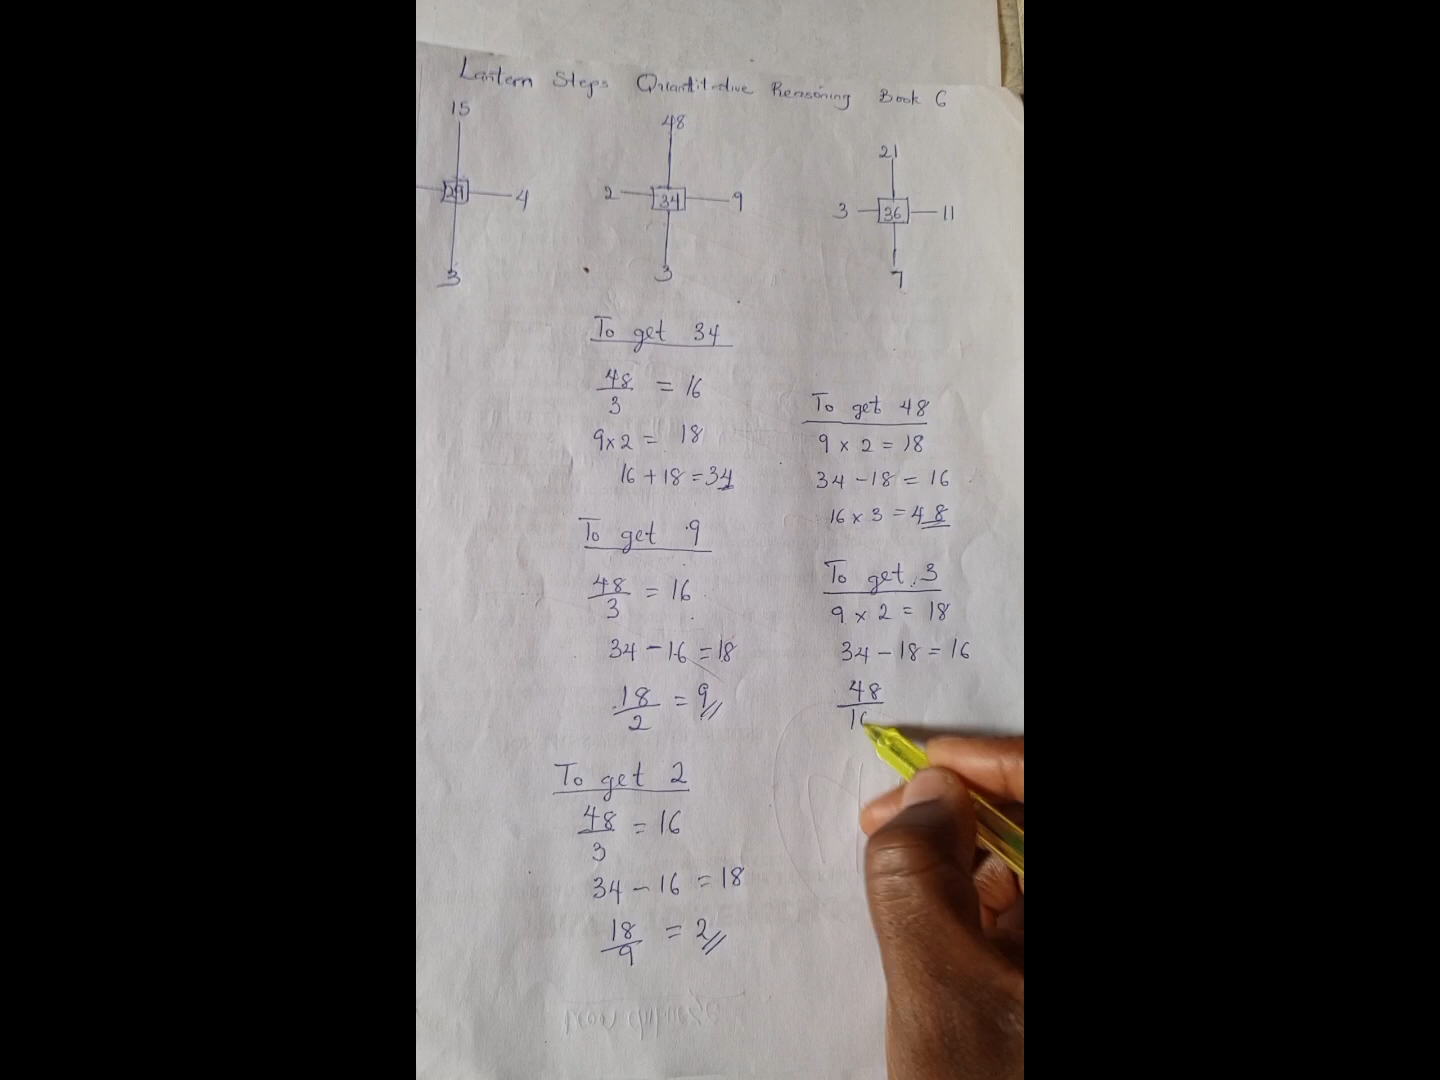 Lantern Steps Quantitative Reasoning Book 6
15
29
4
3
48
2
34
9
3
21
3
36
11
7
To get 34
48/3 = 16
9 x 2 = 18
16 + 18 = 34
To get 9
48/3 = 16
34 - 16 = 18
18/2 = 9
To get 2
48/3 = 16
34 - 16 = 18
18/9 = 2
To get 48
9 x 2 = 18
34 - 18 = 16
16 x 3 = 48
To get 3
9 x 2 = 18
34 - 18 = 16
48/16